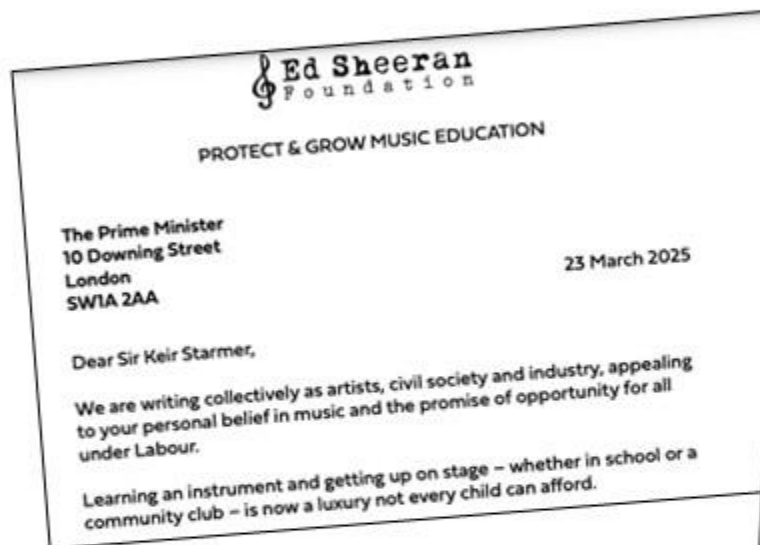 Ed Sheeran
Foundation
PROTECT & GROW MUSIC EDUCATION
The Prime Minister
10 Downing Street
London
SW1A 2AA
23 March 2025
Dear Sir Keir Starmer,
We are writing collectively as artists, civil society and industry, appealing
to your personal belief in music and the promise of opportunity for all
under Labour.
Learning an instrument and getting up on stage – whether in school or a
community club – is now a luxury not every child can afford.